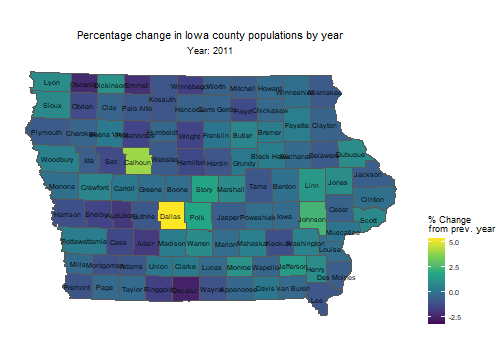 Percentage change in Iowa county populations by year
Year: 2011
Lyon Dickinson Emmet Winnebago Worth Mitchell Howard Winneshiek Allamakee
Sioux Obrien Clay Palo Alto Kossuth Hancock Cerro Gordo Floyd Chickasaw
Plymouth Cherokee Buena Vista Pocahontas Humboldt Wright Franklin Butler Bremer Fayette Clayton
Woodbury Ida Sac Calhoun Webster Hamilton Hardin Grundy Black Hawk Buchanan Delaware Dubuque
Monona Crawford Carroll Greene Boone Story Marshall Tama Benton Linn Jones Jackson
Harrison Shelby Audubon Guthrie Dallas Polk Jasper Poweshiek Iowa Johnson Cedar Clinton
Scott
Muscatine
Pottawattamie Cass Adair Madison Warren Marion Mahaska Keokuk Washington Louisa
Mills Montgomery Adams Union Clarke Lucas Monroe Wapello Jefferson Henry Des Moines
Fremont Page Taylor Ringgold Decatur Wayne Appanoose Davis Van Buren Lee
% Change
from prev. year
5.0
2.5
0.0
-2.5